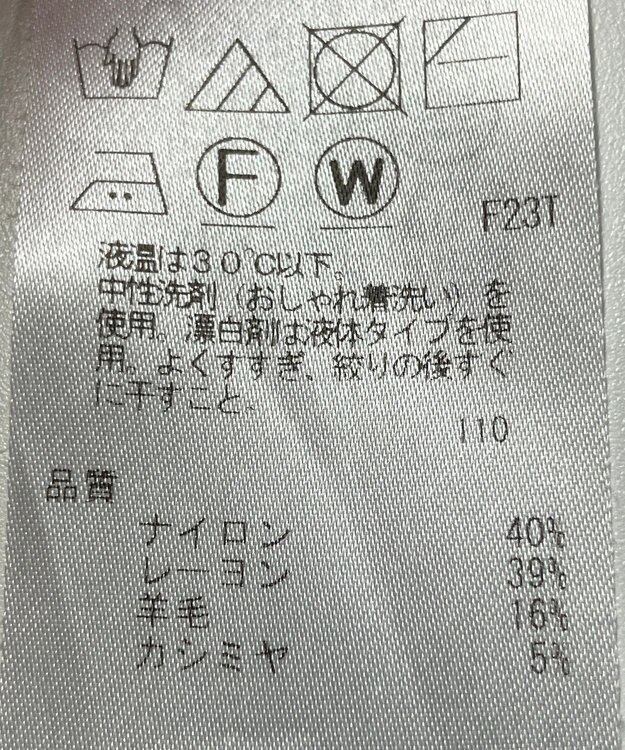 F
W
F23T
液温は30℃以下。
中性洗剤（おしゃれ着洗い）を
使用。漂白剤は液体タイプを使
用。よくすすぎ、絞りの後すぐ
に干すこと。
110
品質
ナイロン 40%
レーヨン 39%
羊毛 16%
カシミヤ 5%